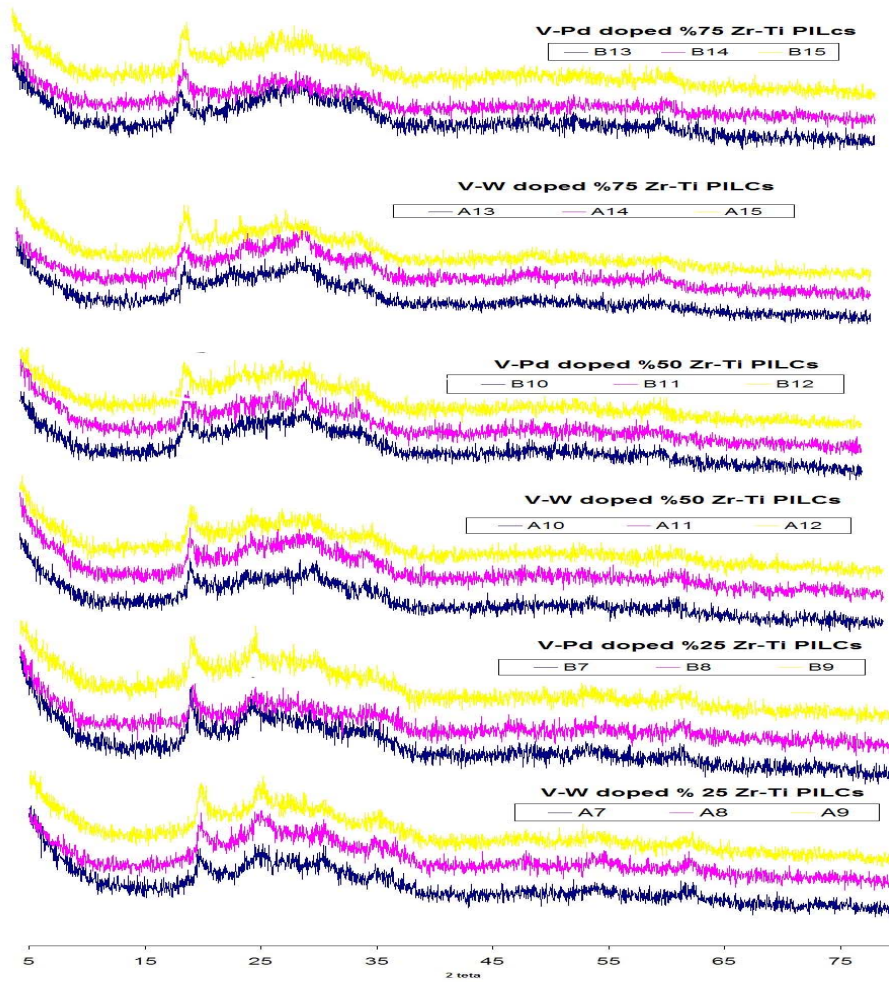 V-Pd doped %75 Zr-Ti PILcs
B13 B14 B15
V-W doped %75 Zr-Ti PILCs
A13 A14 A15
V-Pd doped %50 Zr-Ti PILCs
B10 B11 B12
V-W doped %50 Zr-Ti PILCs
A10 A11 A12
V-Pd doped %25 Zr-Ti PILCs
B7 B8 B9
V-W doped % 25 Zr-Ti PILCs
A7 A8 A9
5 15 25 35 45 55 65 75
2 teta